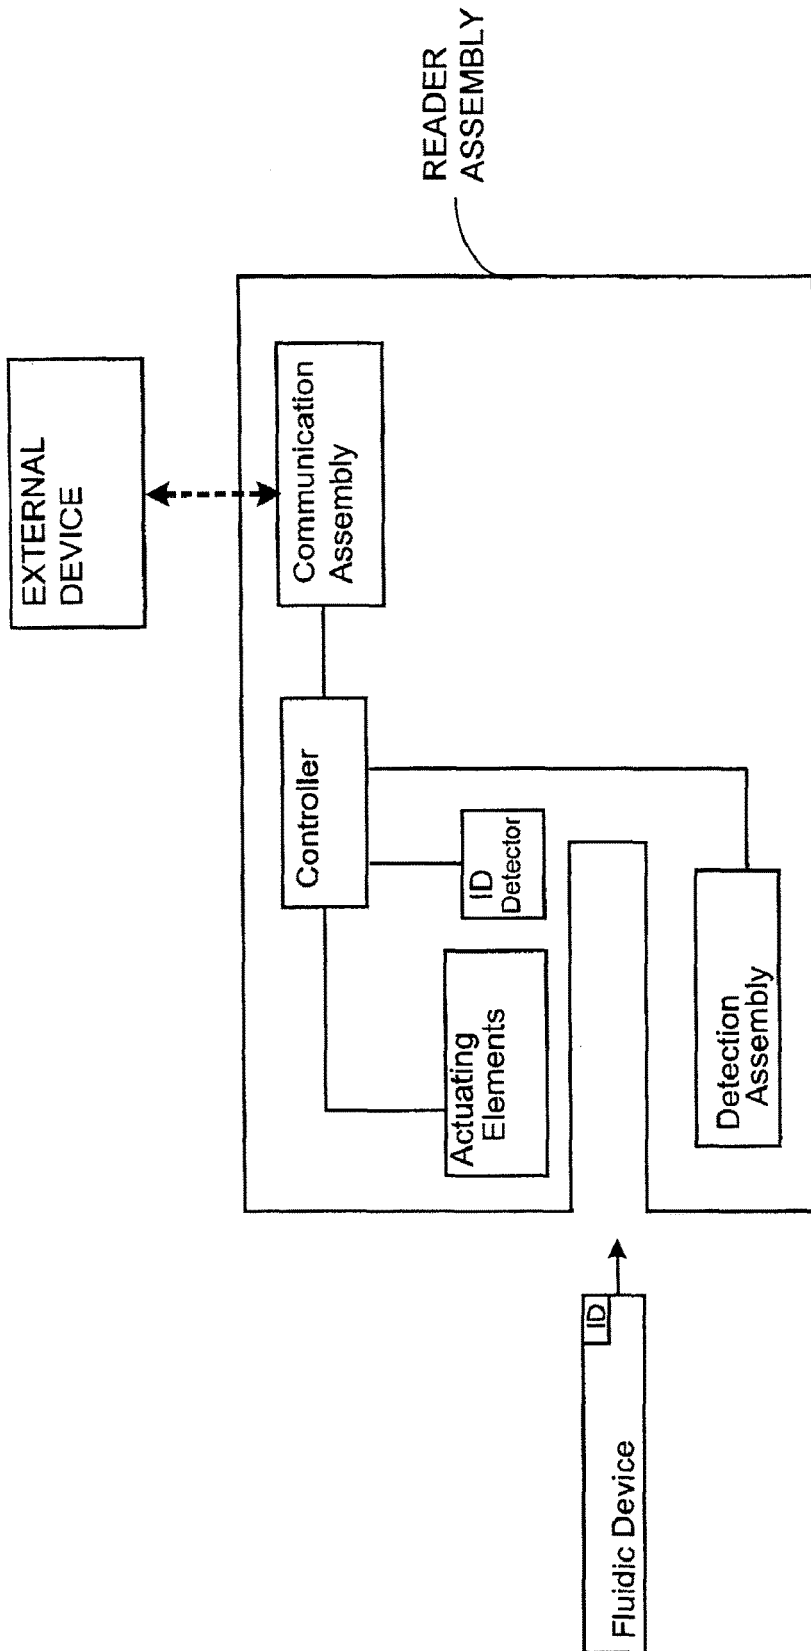 EXTERNAL
DEVICE
READER
ASSEMBLY
Communication
Assembly
Controller
ID
Detector
Actuating
Elements
Detection
Assembly
ID
Fluidic Device